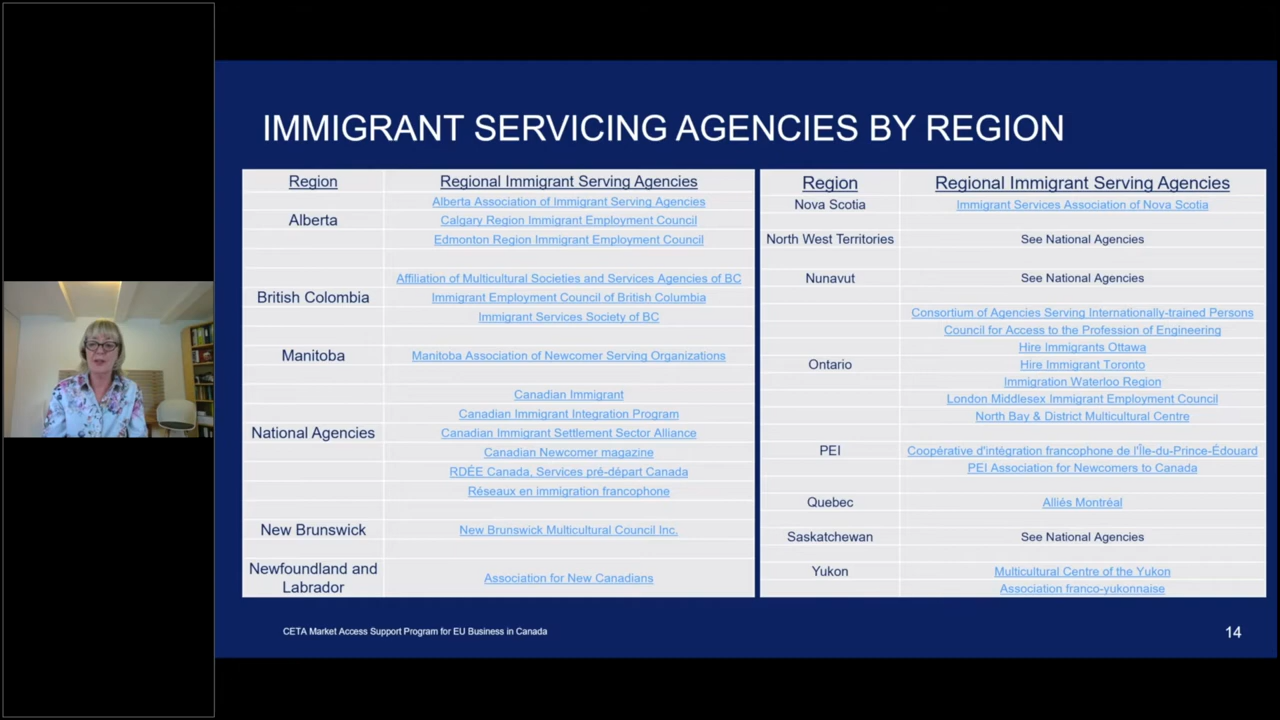 IMMIGRANT SERVICING AGENCIES BY REGION
Region
Regional Immigrant Serving Agencies
Alberta
Alberta Association of Immigrant Serving Agencies
Calgary Region Immigrant Employment Council
Edmonton Region Immigrant Employment Council
British Colombia
Affiliation of Multicultural Societies and Services Agencies of BC
Immigrant Employment Council of British Columbia
Immigrant Services Society of BC
Manitoba
Manitoba Association of Newcomer Serving Organizations
National Agencies
Canadian Immigrant
Canadian Immigrant Integration Program
Canadian Immigrant Settlement Sector Alliance
Canadian Newcomer magazine
RDÉE Canada, Services pré-départ Canada
Réseaux en immigration francophone
New Brunswick
New Brunswick Multicultural Council Inc.
Newfoundland and
Labrador
Association for New Canadians
Region
Regional Immigrant Serving Agencies
Nova Scotia
Immigrant Services Association of Nova Scotia
North West Territories
See National Agencies
Nunavut
See National Agencies
Ontario
Consortium of Agencies Serving Internationally-trained Persons
Council for Access to the Profession of Engineering
Hire Immigrants Ottawa
Hire Immigrant Toronto
Immigration Waterloo Region
London Middlesex Immigrant Employment Council
North Bay & District Multicultural Centre
PEI
Coopérative d'intégration francophone de l'Île-du-Prince-Édouard
PEI Association for Newcomers to Canada
Quebec
Alliés Montréal
Saskatchewan
See National Agencies
Yukon
Multicultural Centre of the Yukon
Association franco-yukonnaise
CETA Market Access Support Program for EU Business in Canada
14